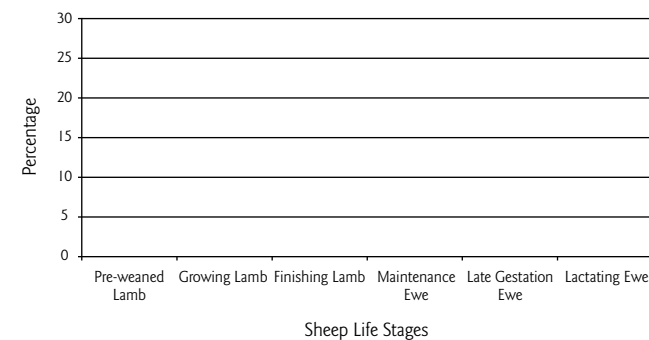 30
25
20
15
10
5
0
Percentage
Pre-weaned Lamb
Growing Lamb
Finishing Lamb
Maintenance Ewe
Late Gestation Ewe
Lactating Ewe
Sheep Life Stages